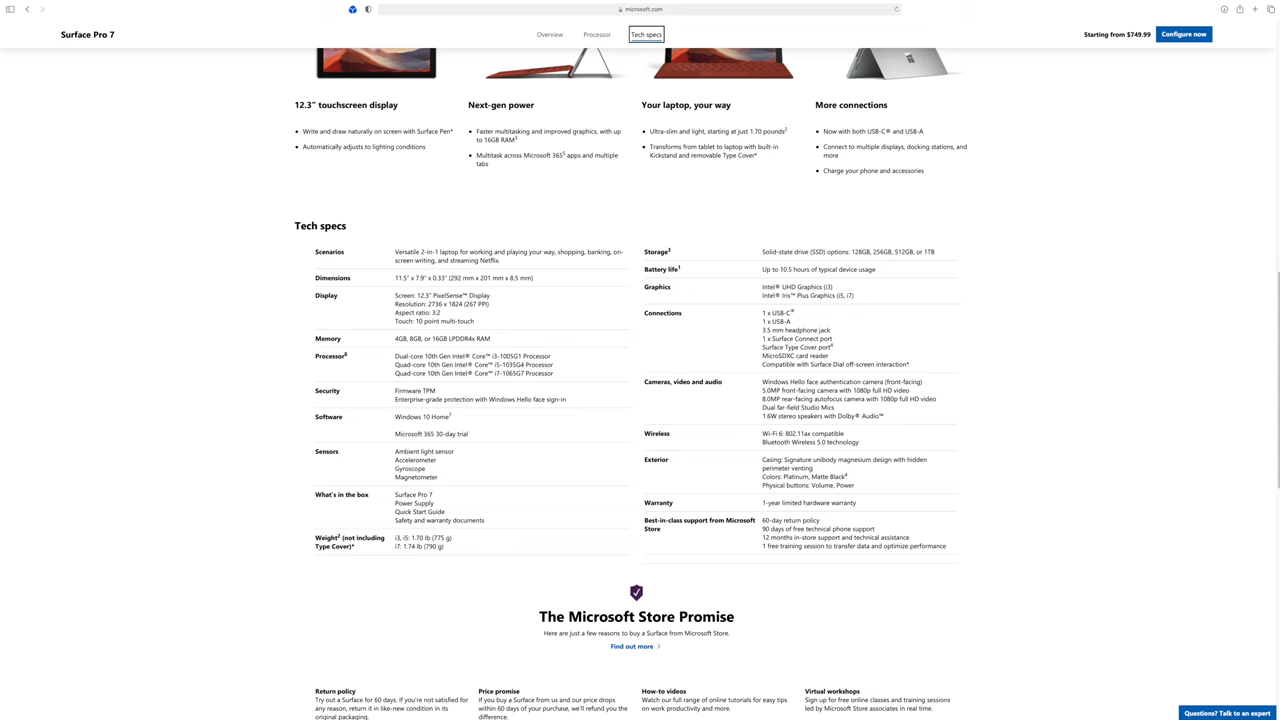 microsoft.com
Surface Pro 7
Overview
Processor
Tech specs
Starting from $749.99
Configure now
12.3” touchscreen display
• Write and draw naturally on screen with Surface Pen*
• Automatically adjusts to lighting conditions
Next-gen power
• Faster multitasking and improved graphics, with up
to 16GB RAM³
• Multitask across Microsoft 365⁵ apps and multiple
tabs
Your laptop, your way
• Ultra-slim and light, starting at just 1.70 pounds²
• Transforms from tablet to laptop with built-in
Kickstand and removable Type Cover*
More connections
• Now with both USB-C® and USB-A
• Connect to multiple displays, docking stations, and
more
• Charge your phone and accessories
Tech specs
Scenarios
Versatile 2-in-1 laptop for working and playing your way, shopping, banking, on-
screen writing, and streaming Netflix.
Dimensions
11.5” x 7.9” x 0.33” (292 mm x 201 mm x 8.5 mm)
Display
Screen: 12.3” PixelSense™ Display
Resolution: 2736 x 1824 (267 PPI)
Aspect ratio: 3:2
Touch: 10 point multi-touch
Memory
4GB, 8GB, or 16GB LPDDR4x RAM
Processor⁸
Dual-core 10th Gen Intel® Core™ i3-1005G1 Processor
Quad-core 10th Gen Intel® Core™ i5-1035G4 Processor
Quad-core 10th Gen Intel® Core™ i7-1065G7 Processor
Security
Firmware TPM
Enterprise-grade protection with Windows Hello face sign-in
Software
Windows 10 Home⁷
Microsoft 365 30-day trial
Sensors
Ambient light sensor
Accelerometer
Gyroscope
Magnetometer
What's in the box
Surface Pro 7
Power Supply
Quick Start Guide
Safety and warranty documents
Weight² (not including
Type Cover)*
i3, i5: 1.70 lb (775 g)
i7: 1.74 lb (790 g)
Storage³
Solid-state drive (SSD) options: 128GB, 256GB, 512GB, or 1TB
Battery life¹
Up to 10.5 hours of typical device usage
Graphics
Intel® UHD Graphics (i3)
Intel® Iris™ Plus Graphics (i5, i7)
Connections
1 x USB-C®
1 x USB-A
3.5 mm headphone jack
1 x Surface Connect port
Surface Type Cover port⁴
MicroSDXC card reader
Compatible with Surface Dial off-screen interaction*
Cameras, video and audio
Windows Hello face authentication camera (front-facing)
5.0MP front-facing camera with 1080p full HD video
8.0MP rear-facing autofocus camera with 1080p full HD video
Dual far-field Studio Mics
1.6W stereo speakers with Dolby® Audio™
Wireless
Wi-Fi 6: 802.11ax compatible
Bluetooth Wireless 5.0 technology
Exterior
Casing: Signature unibody magnesium design with hidden
perimeter venting
Colors: Platinum, Matte Black⁴
Physical buttons: Volume, Power
Warranty
1-year limited hardware warranty
Best-in-class support from Microsoft
Store
60-day return policy
90 days of free technical phone support
12 months in-store support and technical assistance
1 free training session to transfer data and optimize performance
The Microsoft Store Promise
Here are just a few reasons to buy a Surface from Microsoft Store.
Find out more
Return policy
Try out a Surface for 60 days. If you're not satisfied for
any reason, return it in like-new condition in its
original packaging.
Price promise
If you buy a Surface from us and our price drops
within 60 days of your purchase, we'll refund you the
difference.
How-to videos
Watch our full range of online tutorials for easy tips
on work productivity and more.
Virtual workshops
Sign up for free online classes and training sessions
led by Microsoft Store associates in real time.
Questions? Talk to an expert